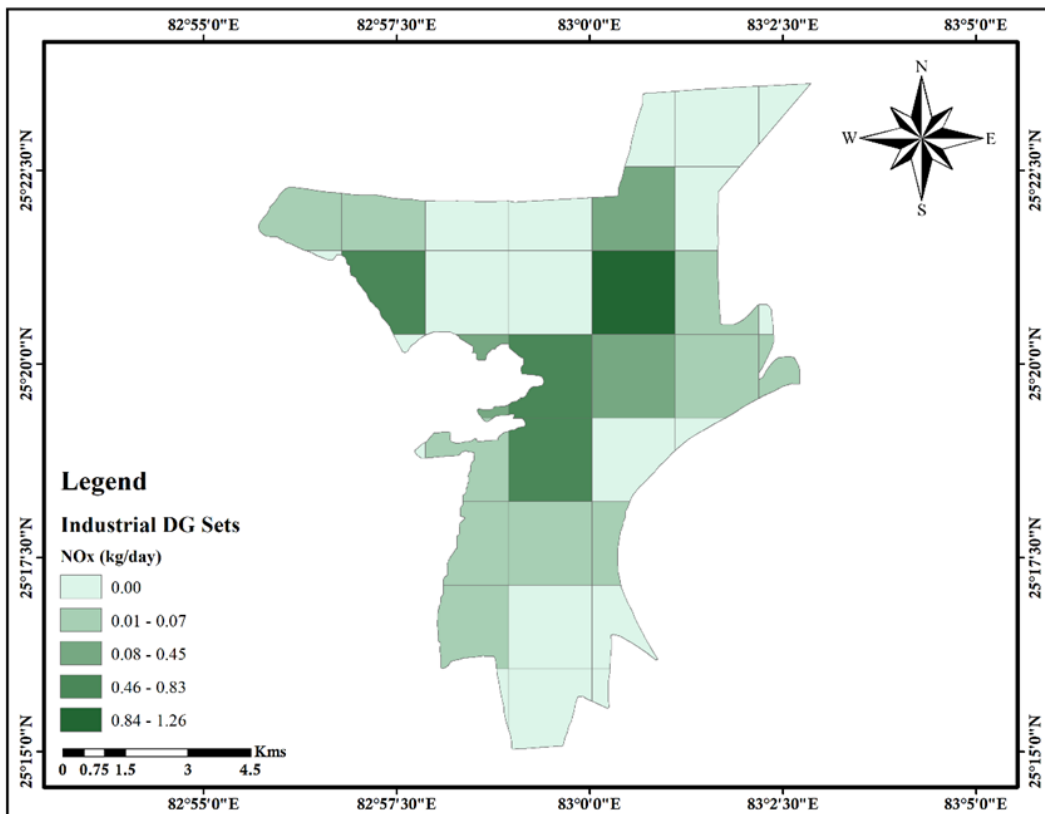 82°55'0"E 82°57'30"E 83°0'0"E 83°2'30"E 83°5'0"E
N
W E
S
25°22'30"N 25°22'30"N
25°20'0"N 25°20'0"N
25°17'30"N 25°17'30"N
25°15'0"N 25°15'0"N
Legend
Industrial DG Sets
NOx (kg/day)
0.00
0.01 - 0.07
0.08 - 0.45
0.46 - 0.83
0.84 - 1.26
Kms
0 0.75 1.5 3 4.5
82°55'0"E 82°57'30"E 83°0'0"E 83°2'30"E 83°5'0"E